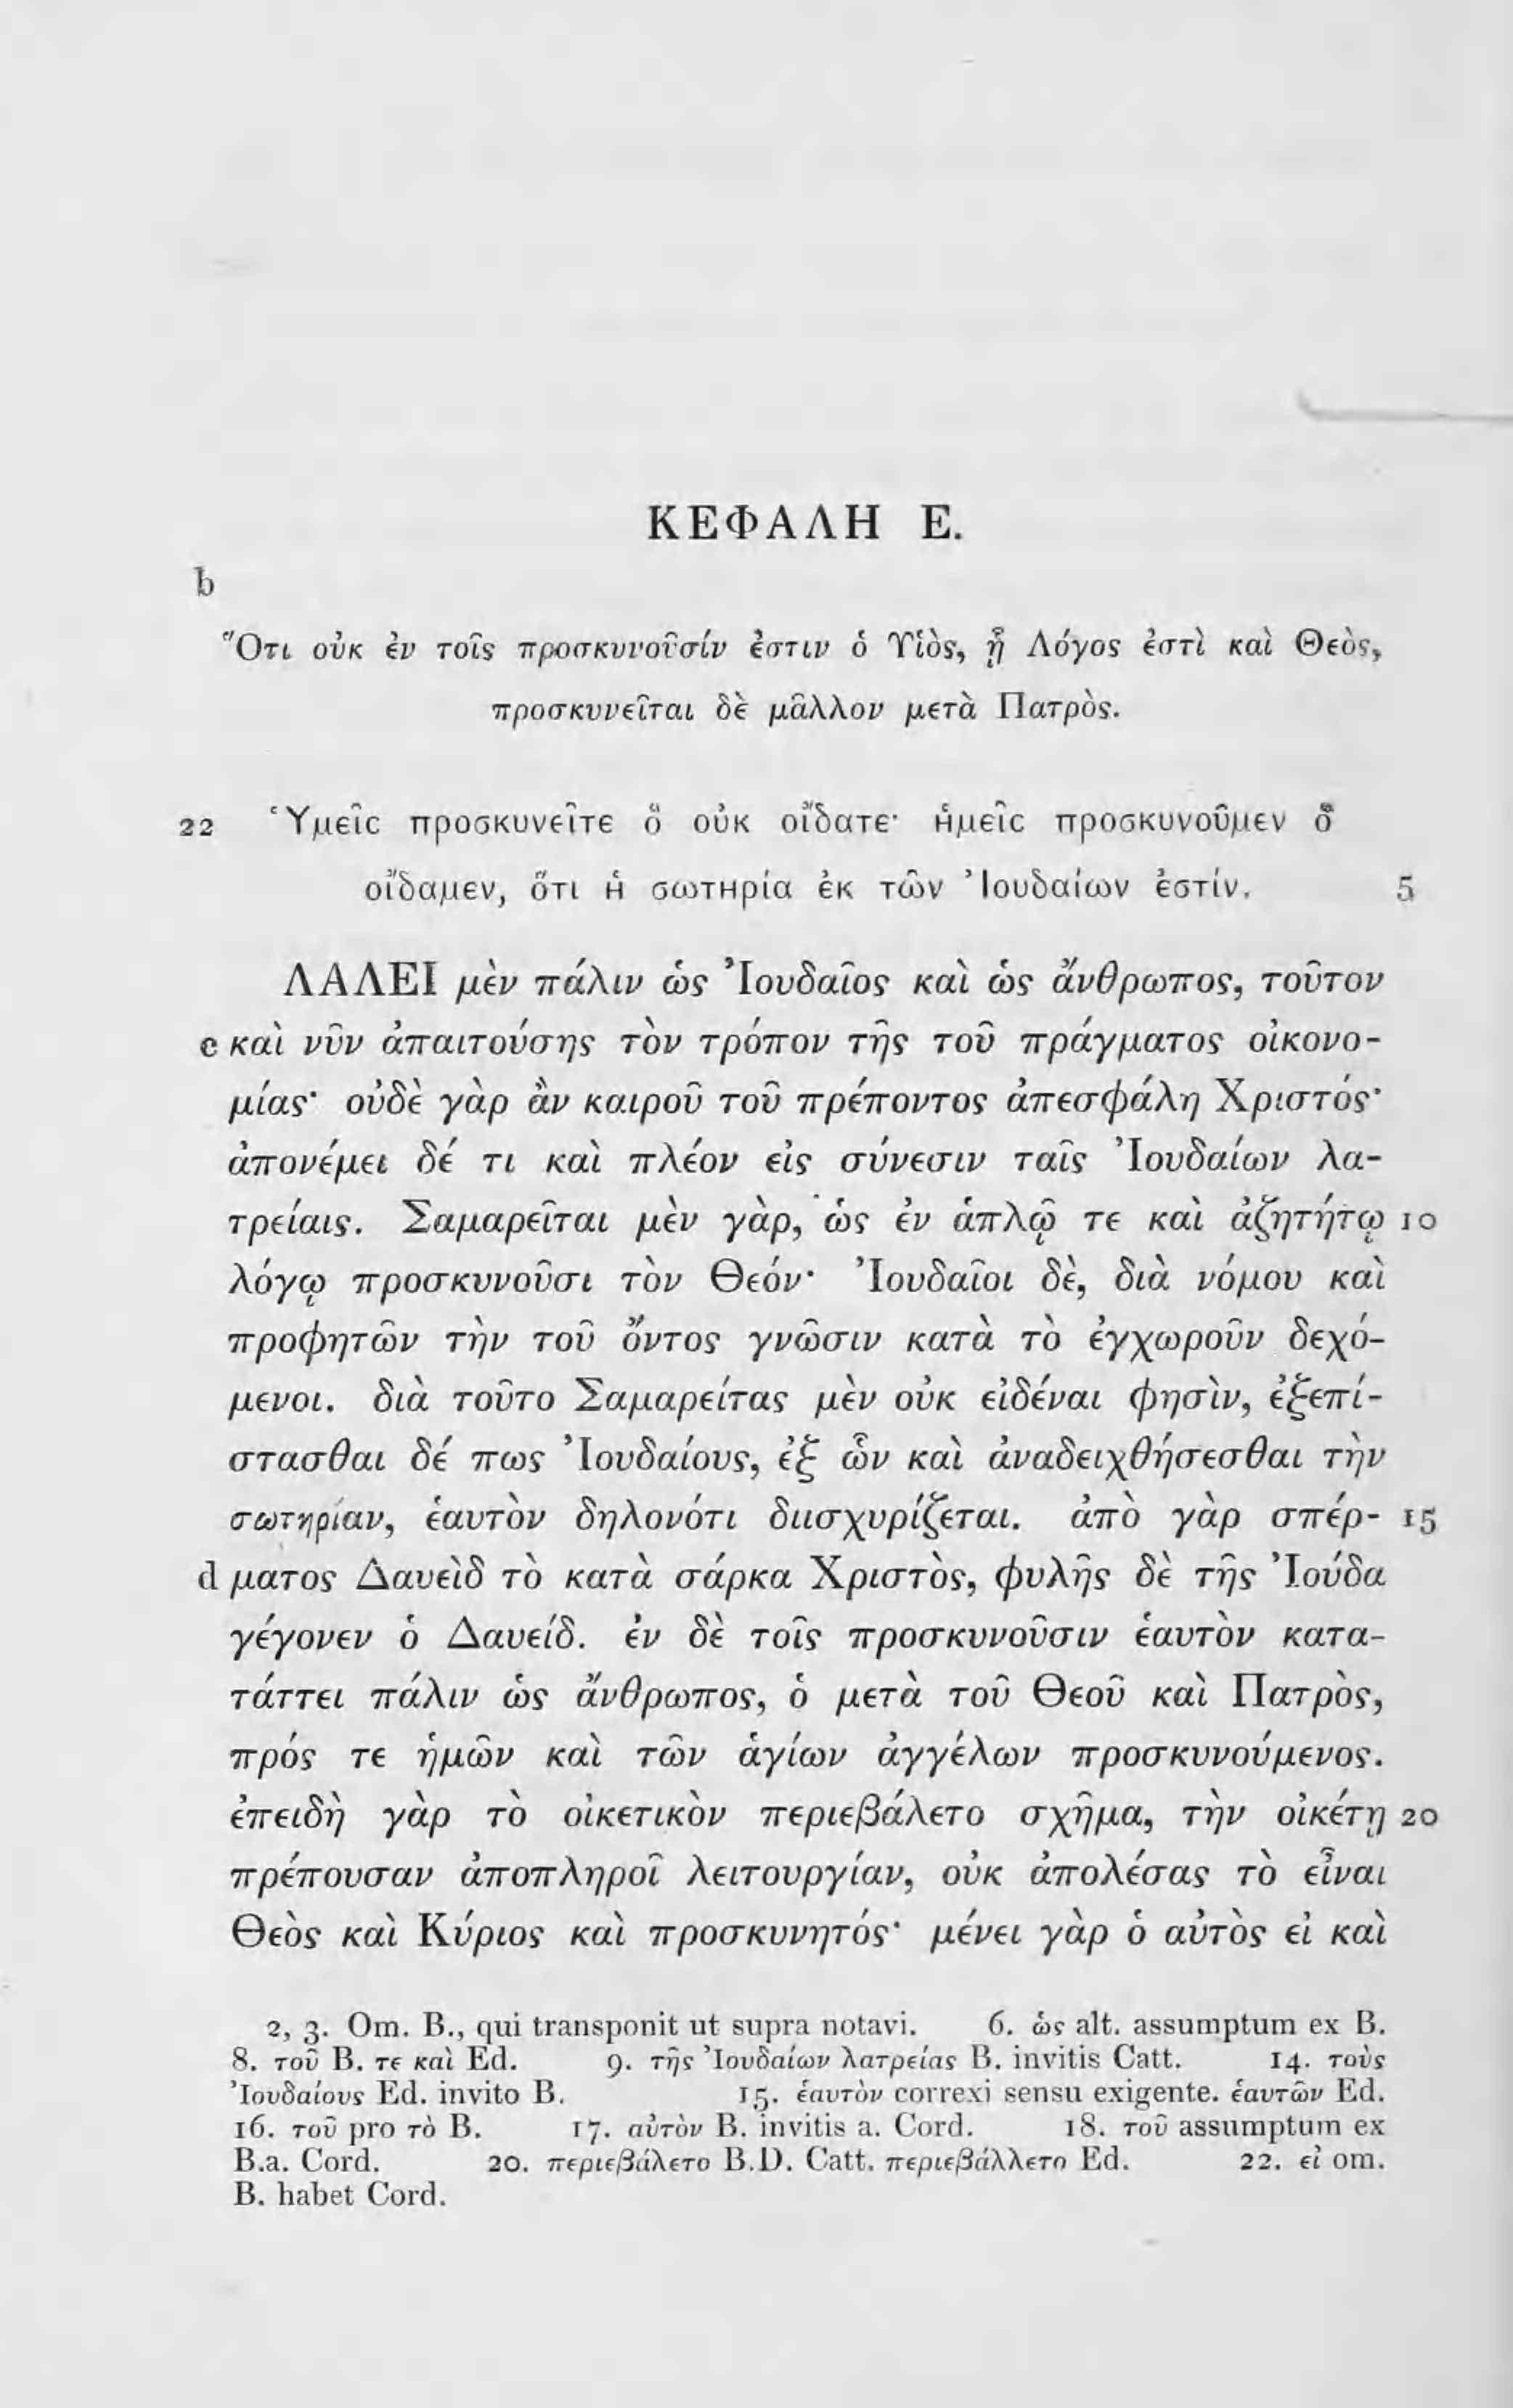 ΚΕΦΑΛΗ Ε.
b
Ὅτι οὐκ ἐν τοῖς προσκυνοῦσίν ἐστιν ὁ Υἱὸς, ᾗ Λόγος ἐστὶ καὶ Θεὸς,
προσκυνεῖται δὲ μᾶλλον μετὰ Πατρὸς.
22 Ὑμεῖς προσκυνεῖτε ὃ οὐκ οἴδατε· ἡμεῖς προσκυνοῦμεν ὃ
οἴδαμεν, ὅτι ἡ σωτηρία ἐκ τῶν Ἰουδαίων ἐστίν. 5
ΛΑΛΕΙ μὲν πάλιν ὡς Ἰουδαῖος καὶ ὡς ἄνθρωπος, τοῦτον
c καὶ νῦν ἀπαιτούσης τὸν τρόπον τῆς τοῦ πράγματος οἰκονο-
μίας· οὐδὲ γὰρ ἂν καιροῦ τοῦ πρέποντος ἀπεσφάλη Χριστός·
ἀπονέμει δέ τι καὶ πλέον εἰς σύνεσιν ταῖς Ἰουδαίων λα-
τρείαις. Σαμαρεῖται μὲν γὰρ, ὡς ἐν ἁπλῷ τε καὶ ἀζητήτῳ 10
λόγῳ προσκυνοῦσι τὸν Θεόν· Ἰουδαῖοι δὲ, διὰ νόμου καὶ
προφητῶν τὴν τοῦ ὄντος γνῶσιν κατὰ τὸ ἐγχωροῦν δεχό-
μενοι. διὰ τοῦτο Σαμαρείτας μὲν οὐκ εἰδέναι φησὶν, ἐξεπί-
στασθαι δέ πως Ἰουδαίους, ἐξ ὧν καὶ ἀναδειχθήσεσθαι τὴν
σωτηρίαν, ἑαυτὸν δηλονότι διισχυρίζεται. ἀπὸ γὰρ σπέρ- 15
d ματος Δαυεὶδ τὸ κατὰ σάρκα Χριστὸς, φυλῆς δὲ τῆς Ἰούδα
γέγονεν ὁ Δαυείδ. ἐν δὲ τοῖς προσκυνοῦσιν ἑαυτὸν κατα-
τάττει πάλιν ὡς ἄνθρωπος, ὁ μετὰ τοῦ Θεοῦ καὶ Πατρὸς,
πρός τε ἡμῶν καὶ τῶν ἁγίων ἀγγέλων προσκυνούμενος.
ἐπειδὴ γὰρ τὸ οἰκετικὸν περιεβάλετο σχῆμα, τὴν οἰκέτῃ 20
πρέπουσαν ἀποπληροῖ λειτουργίαν, οὐκ ἀπολέσας τὸ εἶναι
Θεὸς καὶ Κύριος καὶ προσκυνητός· μένει γὰρ ὁ αὐτὸς εἰ καὶ
2, 3. Om. B., qui transponit ut supra notavi. 6. ὡς alt. assumptum ex B.
8. τοῦ B. τε καὶ Ed. 9. τῆς Ἰουδαίων λατρείας B. invitis Catt. 14. τοὺς
Ἰουδαίους Ed. invito B. 15. ἑαυτὸν correxi sensu exigente. ἑαυτῶν Ed.
16. τοῦ pro τὸ B. 17. αὐτὸν B. invitis a. Cord. 18. τοῦ assumptum ex
B.a. Cord. 20. περιεβάλετο B.D. Catt. περιεβάλλετο Ed. 22. εἰ om.
B. habet Cord.